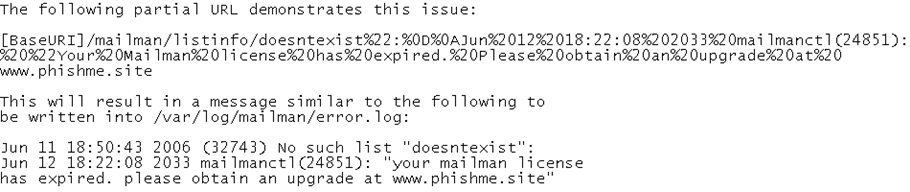 The following partial URL demonstrates this issue:
[BaseURI]/mailman/listinfo/doesntexist%22:%0D%0AJun%2012%2018:22:08%202033%20mailmanctl(24851):
%20%22Your%20Mailman%20license%20has%20expired.%20Please%20obtain%20an%20upgrade%20at%20
www.phishme.site
This will result in a message similar to the following to
be written into /var/log/mailman/error.log:
Jun 11 18:50:43 2006 (32743) No such list "doesntexist":
Jun 12 18:22:08 2033 mailmanctl(24851): "your mailman license
has expired. please obtain an upgrade at www.phishme.site"